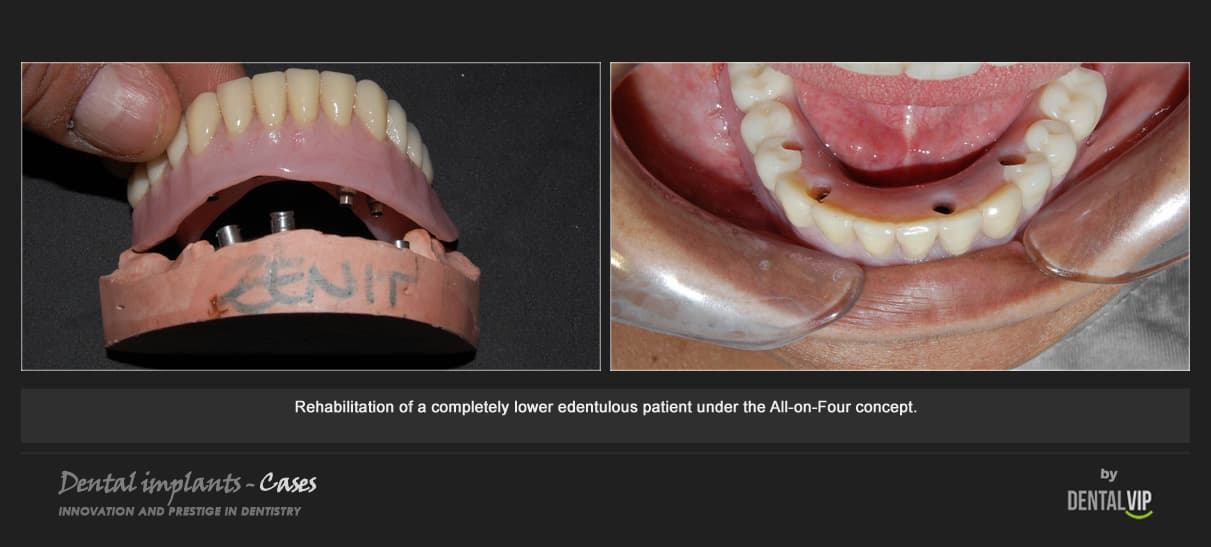 ZENIT
Rehabilitation of a completely lower edentulous patient under the All-on-Four concept.
Dental implants - Cases
INNOVATION AND PRESTIGE IN DENTISTRY
by
DENTALVIP